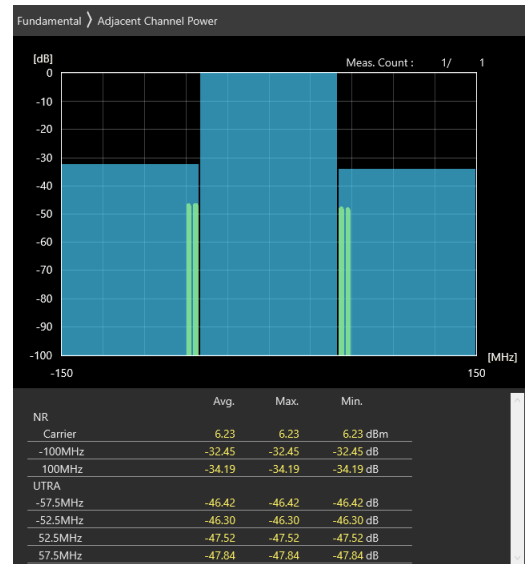 Fundamental 〉 Adjacent Channel Power
[dB] Meas. Count : 1/ 1
0
-10
-20
-30
-40
-50
-60
-70
-80
-90
-100 [MHz]
-150 150
Avg. Max. Min.
NR
Carrier 6.23 6.23 6.23 dBm
-100MHz -32.45 -32.45 -32.45 dB
100MHz -34.19 -34.19 -34.19 dB
UTRA
-57.5MHz -46.42 -46.42 -46.42 dB
-52.5MHz -46.30 -46.30 -46.30 dB
52.5MHz -47.52 -47.52 -47.52 dB
57.5MHz -47.84 -47.84 -47.84 dB